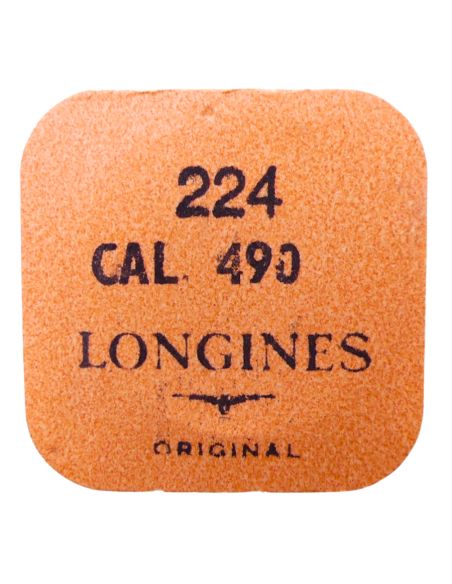 224
CAL. 490
LONGINES
ORIGINAL